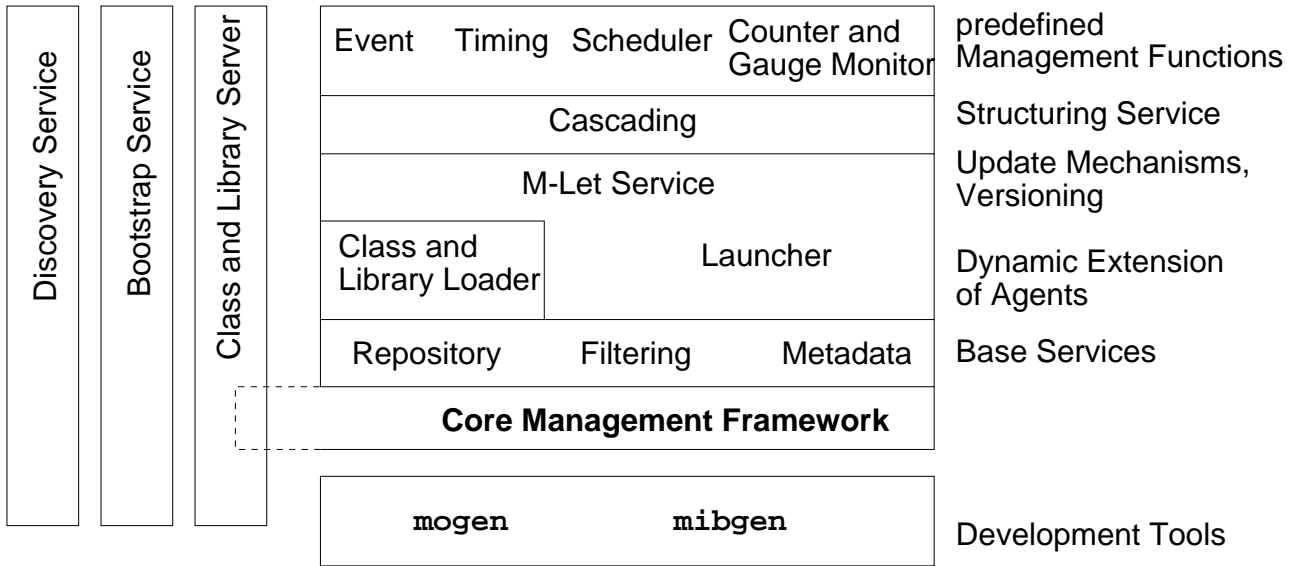 Discovery Service
Bootstrap Service
Class and Library Server
Event Timing Scheduler Counter and
Gauge Monitor
predefined
Management Functions
Cascading
Structuring Service
M-Let Service
Update Mechanisms,
Versioning
Class and
Library Loader
Launcher
Dynamic Extension
of Agents
Repository Filtering Metadata
Base Services
Core Management Framework
mogen mibgen
Development Tools